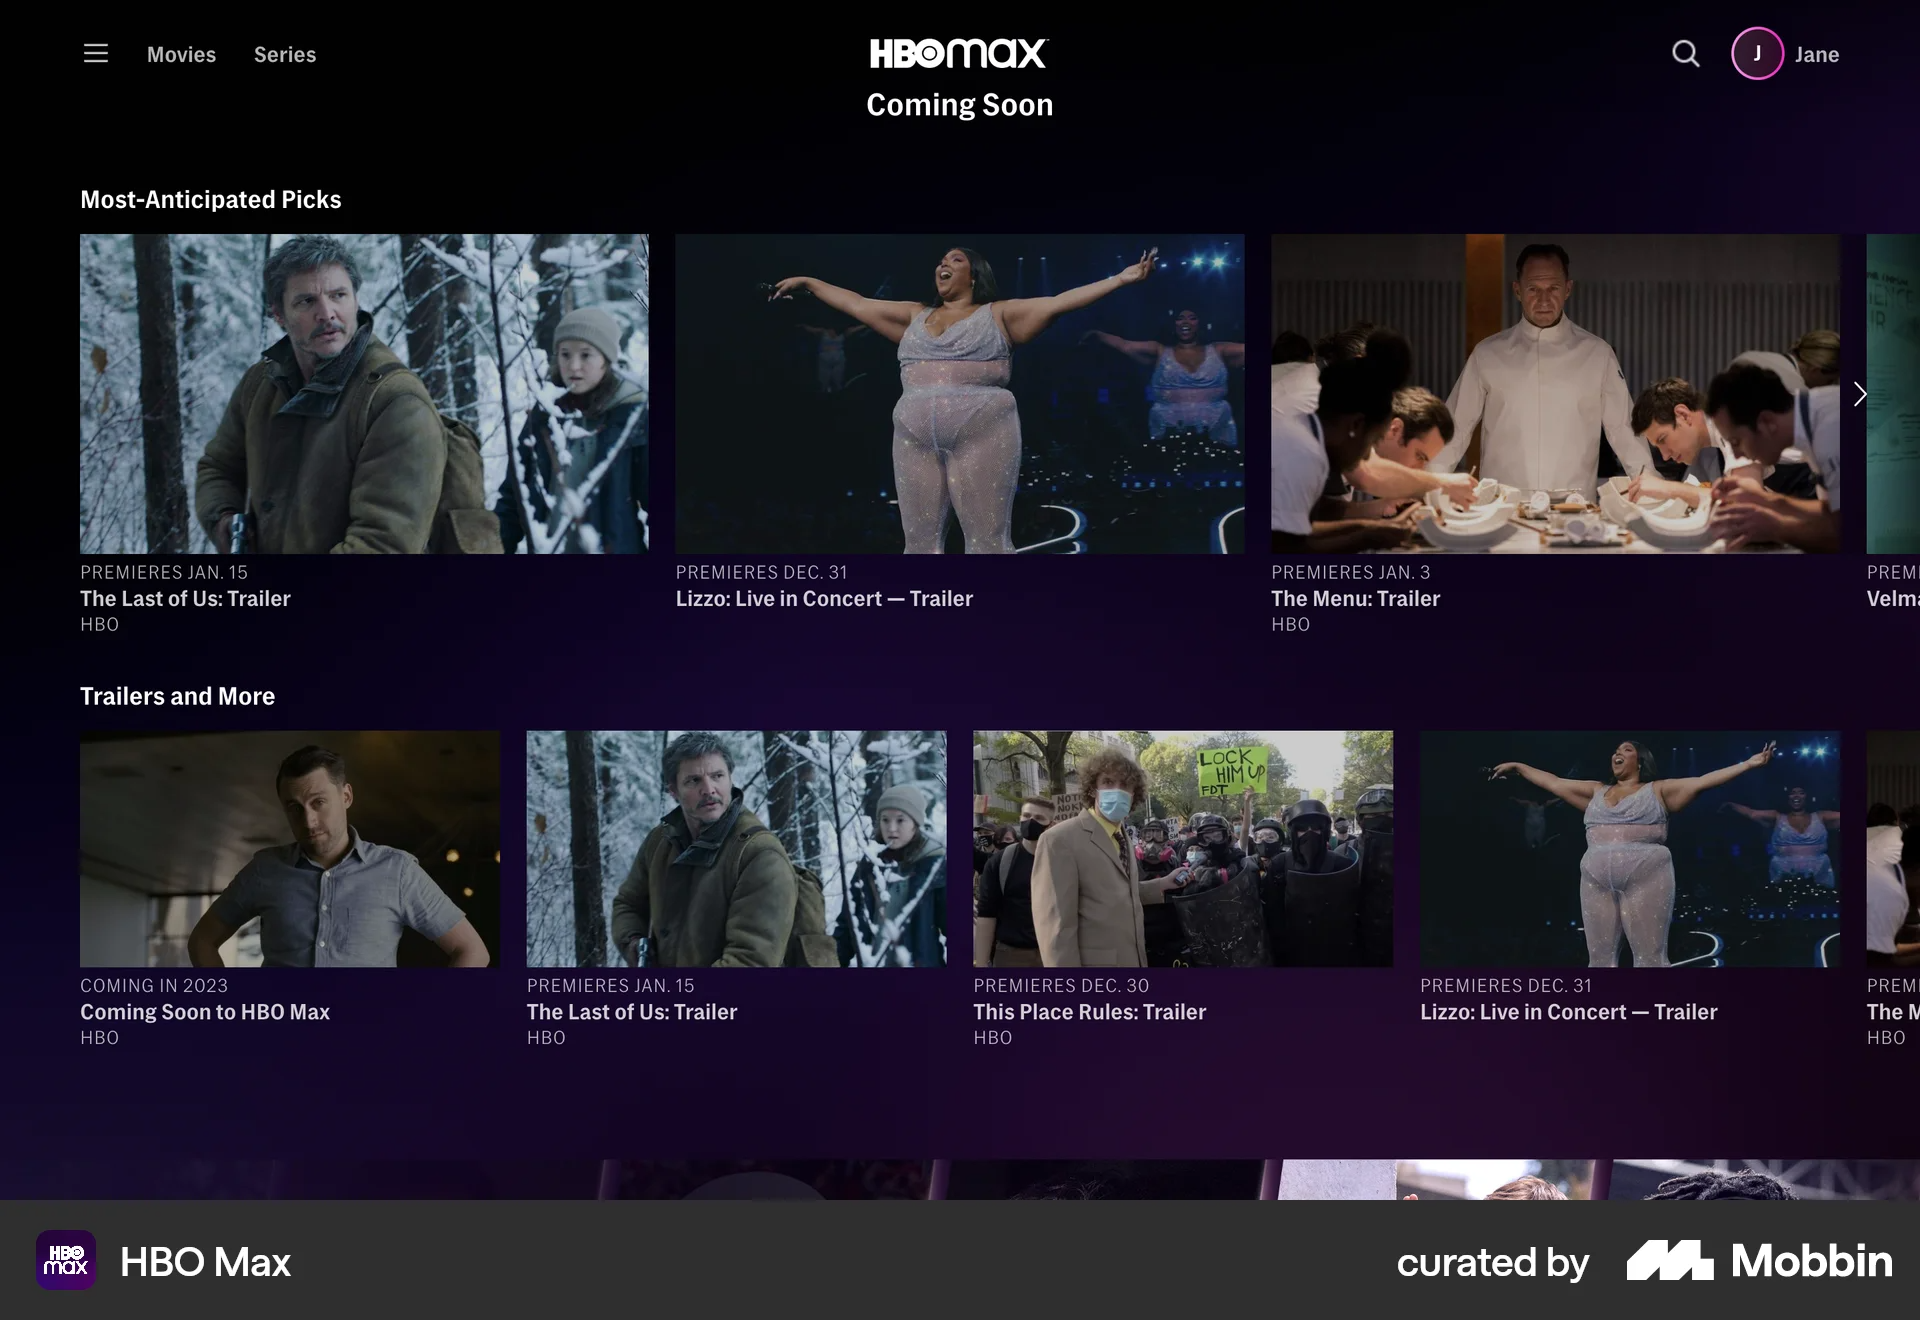 Movies
Series
HBOmax
J
Jane
Coming Soon
Most-Anticipated Picks
PREMIERES JAN. 15
The Last of Us: Trailer
HBO
PREMIERES DEC. 31
Lizzo: Live in Concert — Trailer
PREMIERES JAN. 3
The Menu: Trailer
HBO
Trailers and More
LOCK
HIM UP
FDT
COMING IN 2023
Coming Soon to HBO Max
HBO
PREMIERES JAN. 15
The Last of Us: Trailer
HBO
PREMIERES DEC. 30
This Place Rules: Trailer
HBO
PREMIERES DEC. 31
Lizzo: Live in Concert — Trailer
The
HBO
HBO
max
HBO Max
curated by
Mobbin